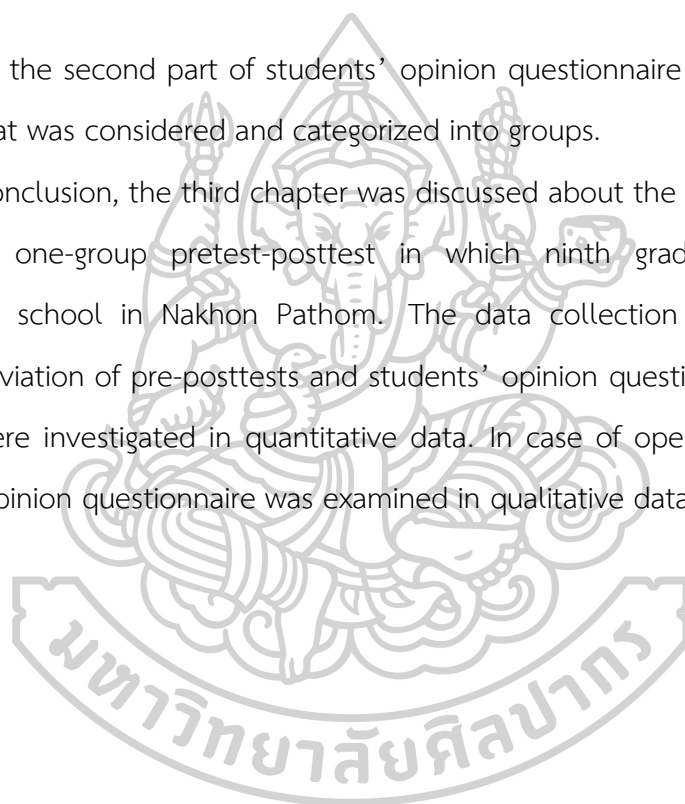 the second part of students’ opinion questionnaire
at was considered and categorized into groups.
onclusion, the third chapter was discussed about the
one-group pretest-posttest in which ninth grad
school in Nakhon Pathom. The data collection
viation of pre-posttests and students’ opinion questi
ere investigated in quantitative data. In case of ope
pinion questionnaire was examined in qualitative data
มหาวิทยาลัยศิลปากร